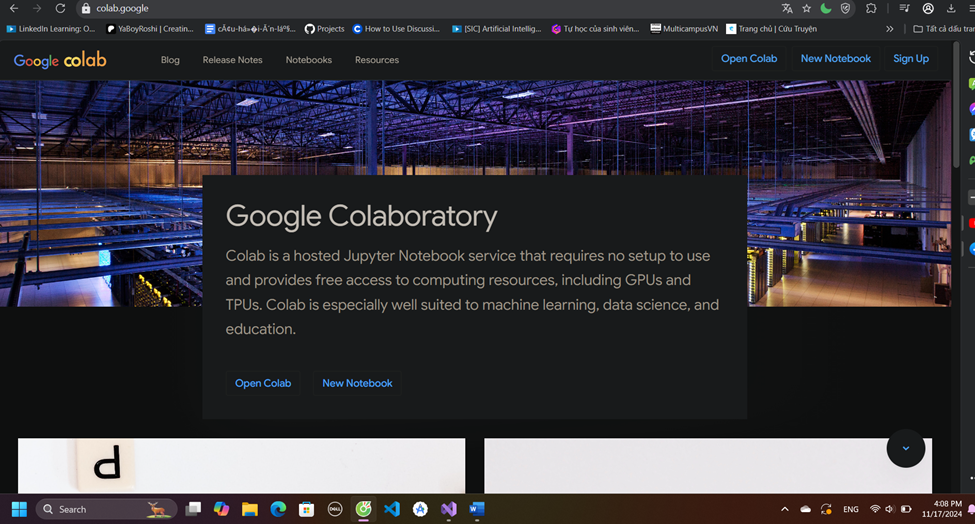 colab.google
LinkedIn Learning: O...
YaBoyRoshi | Creatin...
Projects
How to Use Discussi...
[SIC] Artificial Intellig...
Tự học của sinh viên...
MulticampusVN
Trang chủ | Cứu Truyện
Tất cả dấu tran
Google colab
Blog
Release Notes
Notebooks
Resources
Open Colab
New Notebook
Sign Up
Google Colaboratory
Colab is a hosted Jupyter Notebook service that requires no setup to use
and provides free access to computing resources, including GPUs and
TPUs. Colab is especially well suited to machine learning, data science, and
education.
Open Colab
New Notebook
Search
DELL
ENG
4:08 PM
11/17/2024